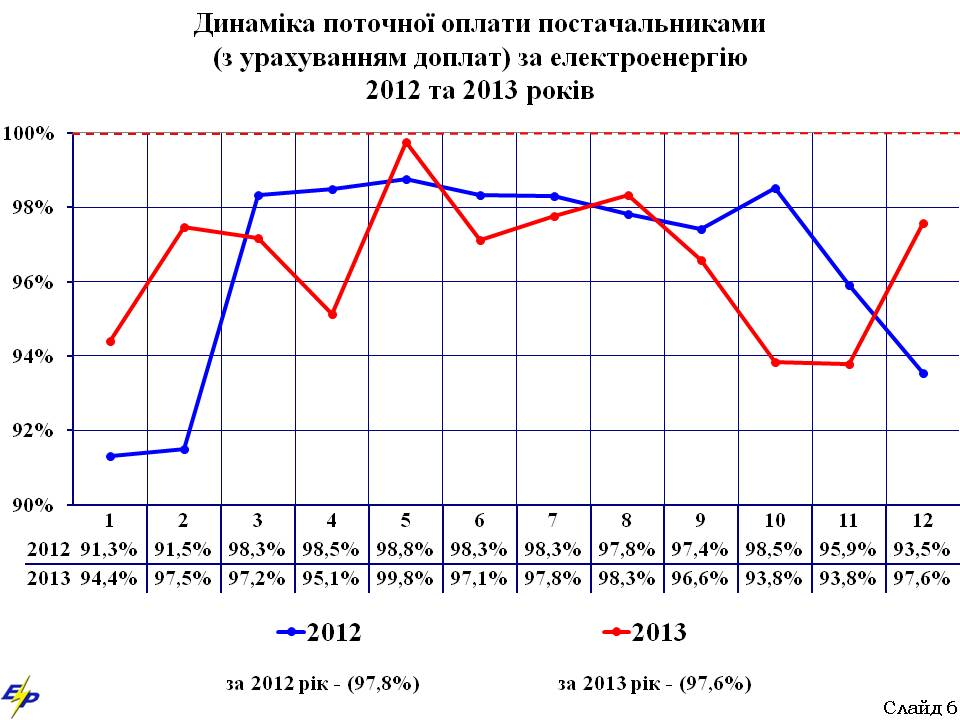 Динаміка поточної оплати постачальниками
(з урахуванням доплат) за електроенергію
2012 та 2013 років
100%
98%
96%
94%
92%
90%
1 2 3 4 5 6 7 8 9 10 11 12
2012 91,3% 91,5% 98,3% 98,5% 98,8% 98,3% 98,3% 97,8% 97,4% 98,5% 95,9% 93,5%
2013 94,4% 97,5% 97,2% 95,1% 99,8% 97,1% 97,8% 98,3% 96,6% 93,8% 93,8% 97,6%
2012 2013
за 2012 рік - (97,8%) за 2013 рік - (97,6%)
EP
Слайд 6